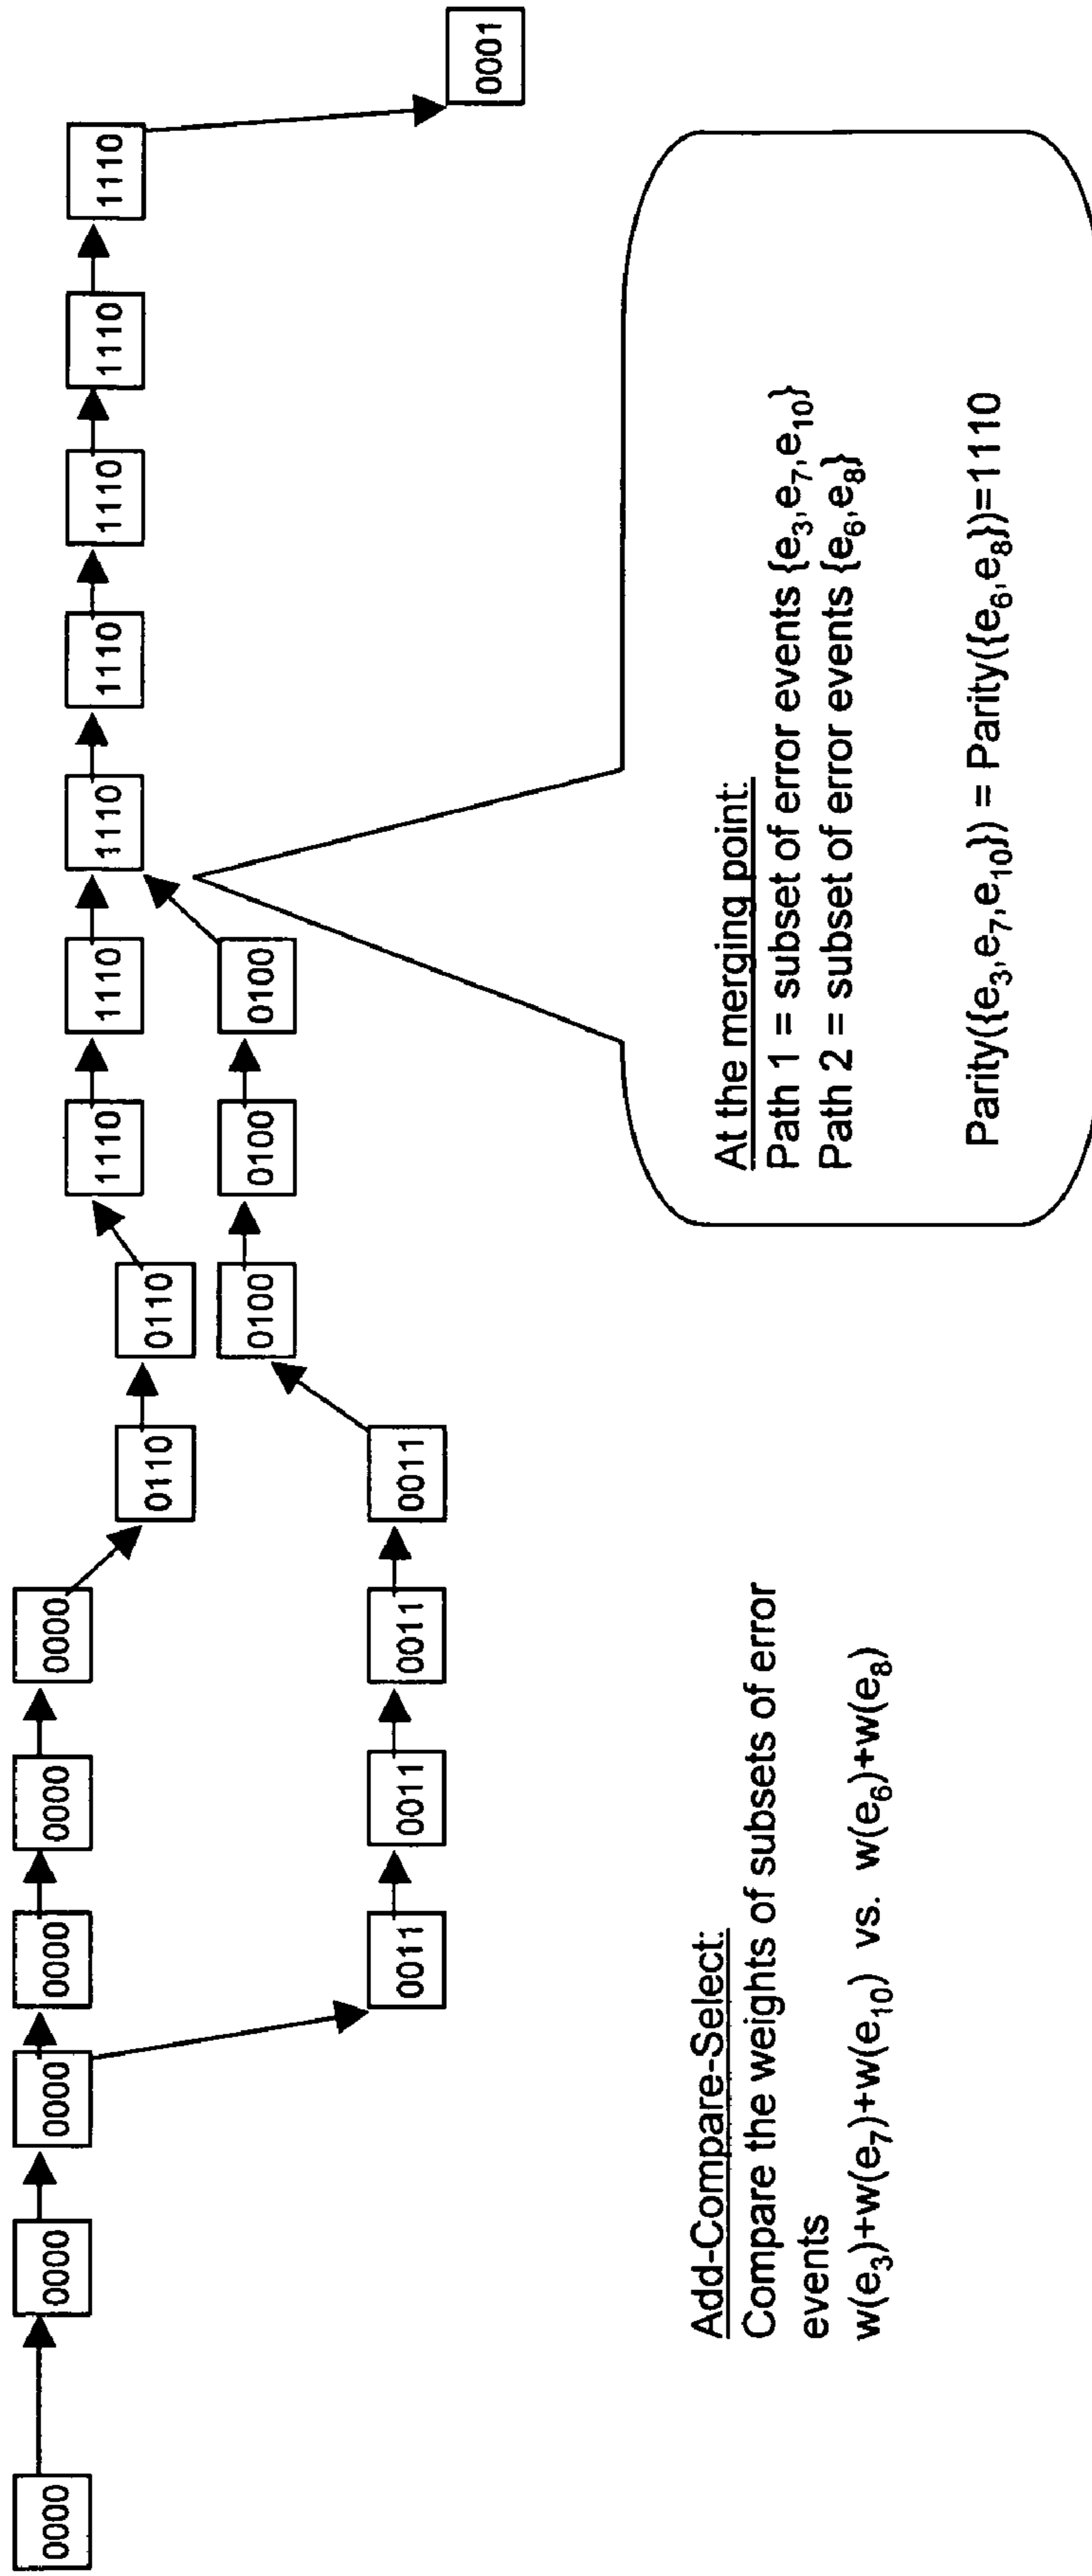 0000 0000 0000 0000 0000 0000
1110 1110 1110 1110 1110 1110 1110
0110 0110
0100 0100 0100
0011 0011 0011 0011
0001
Add-Compare-Select:
Compare the weights of subsets of error
events
w(e₃)+w(e₇)+w(e₁₀) vs. w(e₆)+w(e₈)
At the merging point:
Path 1 = subset of error events {e₃,e₇,e₁₀}
Path 2 = subset of error events {e₆,e₈}
Parity({e₃,e₇,e₁₀}) = Parity({e₆,e₈})=1110